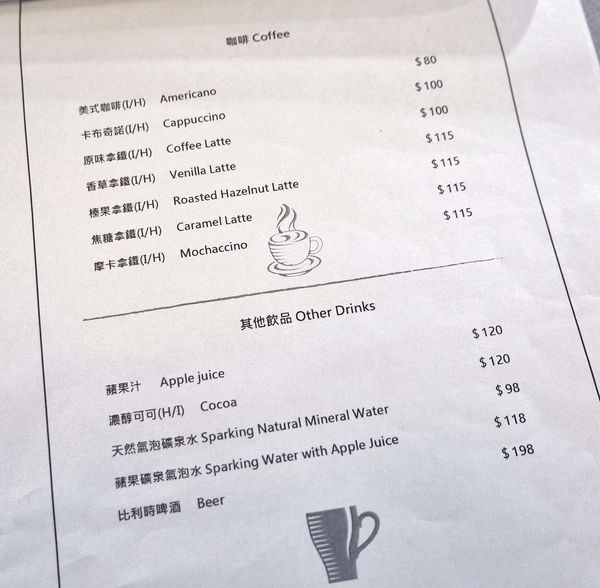 咖啡 Coffee
美式咖啡(I/H) Americano $80
卡布奇諾(I/H) Cappuccino $100
原味拿鐵(I/H) Coffee Latte $100
香草拿鐵(I/H) Venilla Latte $115
榛果拿鐵(I/H) Roasted Hazelnut Latte $115
焦糖拿鐵(I/H) Caramel Latte $115
摩卡拿鐵(I/H) Mochaccino $115
其他飲品 Other Drinks
蘋果汁 Apple juice $120
濃醇可可(H/I) Cocoa $120
天然氣泡礦泉水 Sparking Natural Mineral Water $98
蘋果礦泉氣泡水 Sparking Water with Apple Juice $118
比利時啤酒 Beer $198